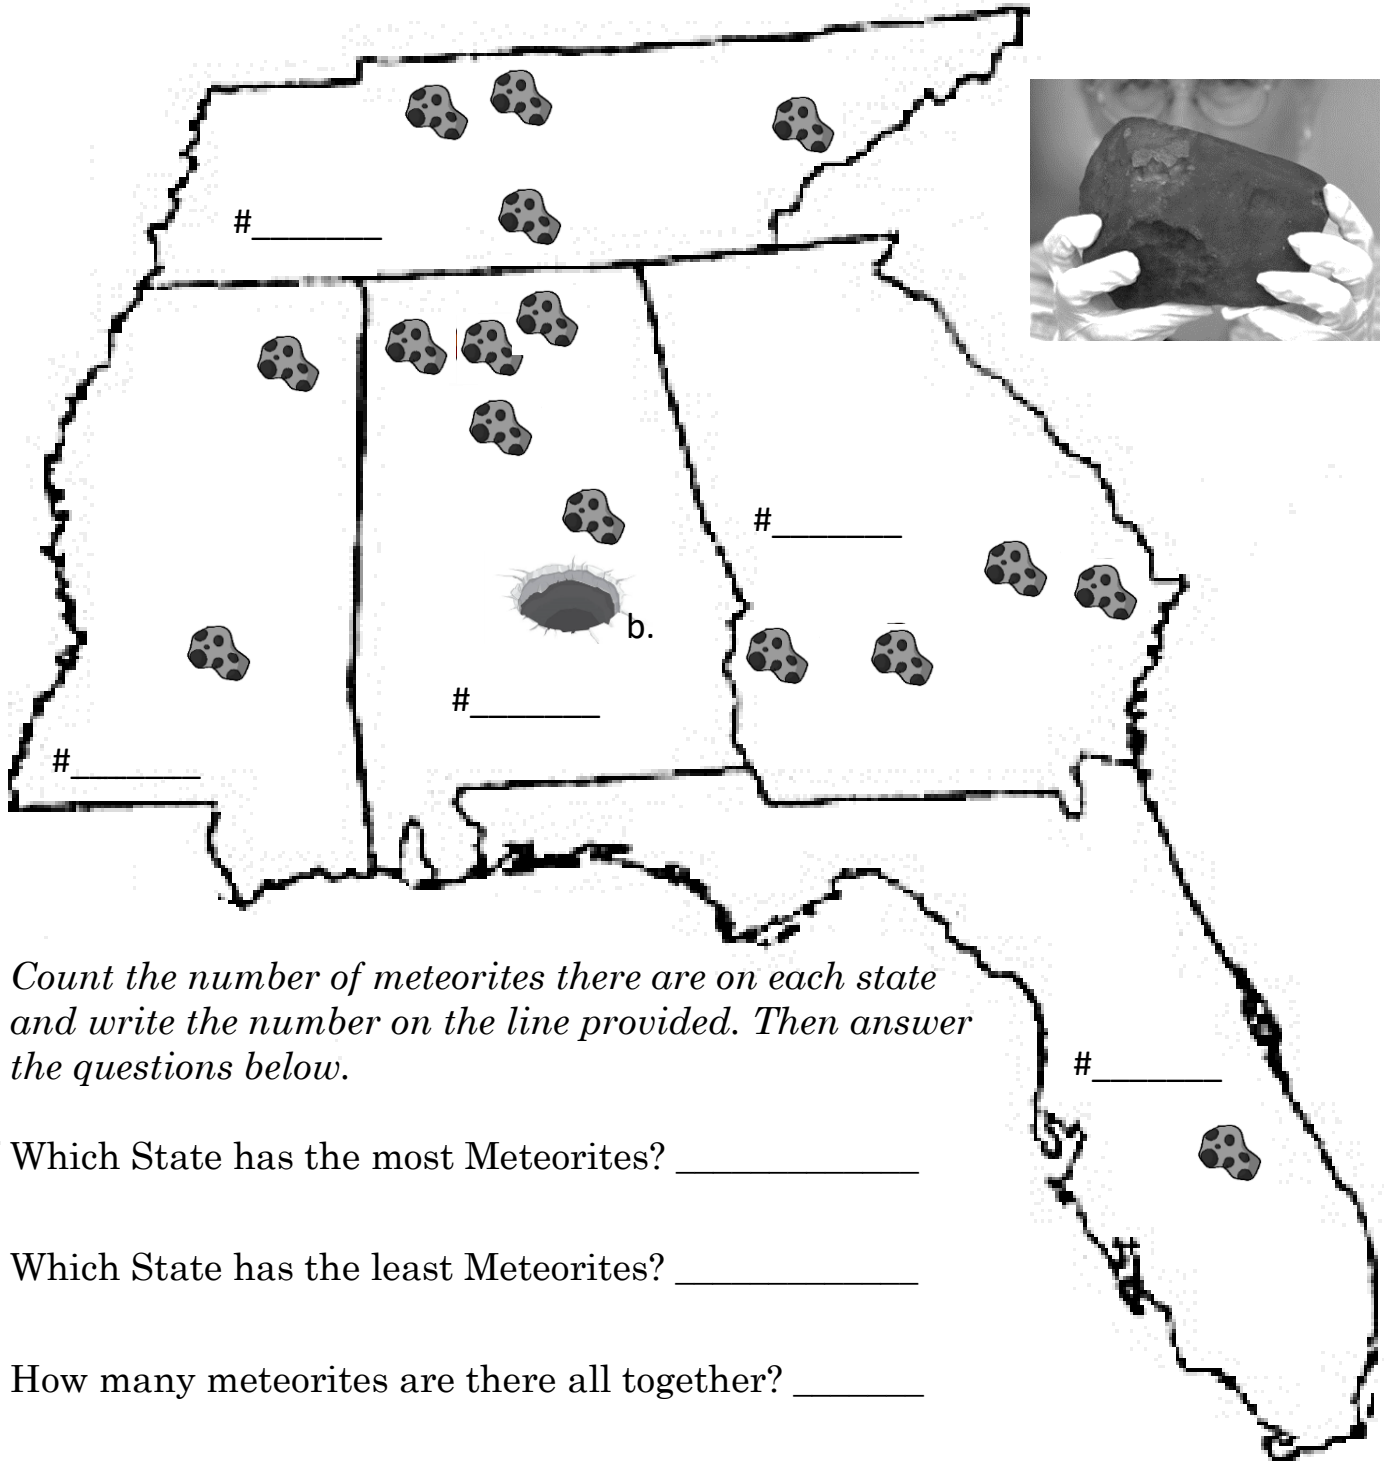 #_______
#_______
b.
#_______
#_______
Count the number of meteorites there are on each state
and write the number on the line provided. Then answer
the questions below.
#_______
Which State has the most Meteorites? ____________
Which State has the least Meteorites? ____________
How many meteorites are there all together? ______